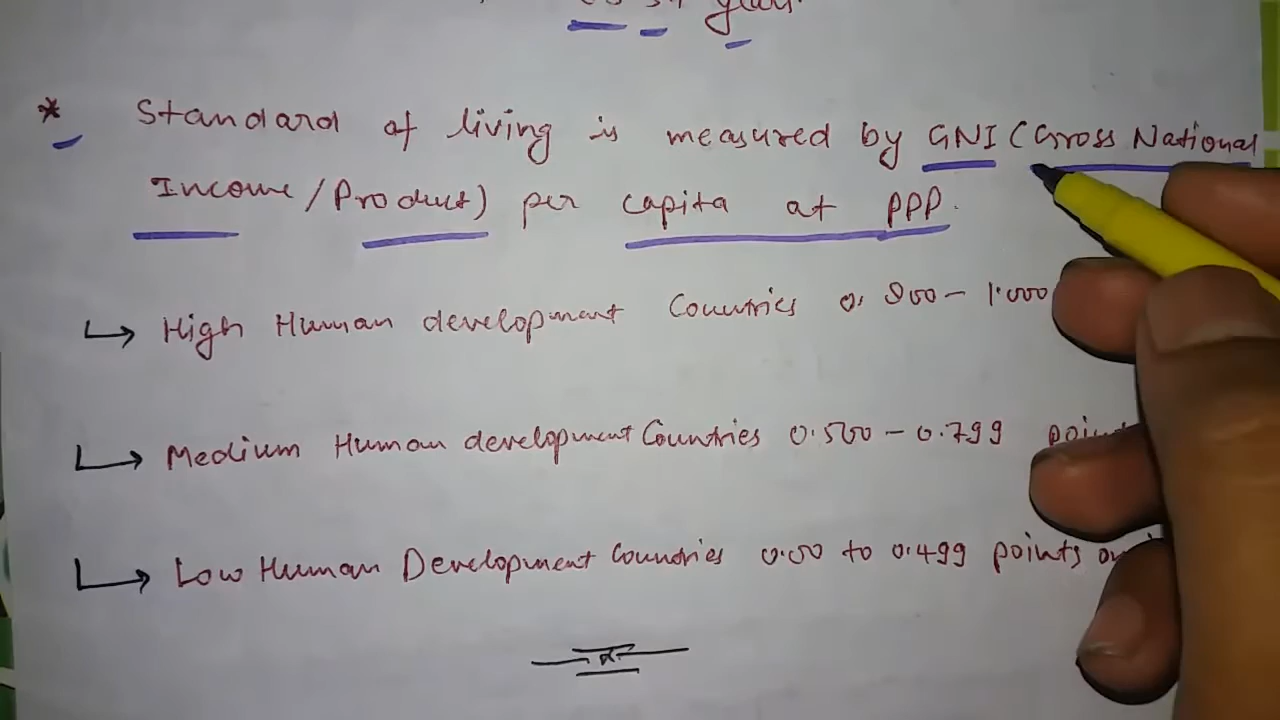 years.
* Standard of living is measured by GNI (Gross National
Income/Product) per capita at PPP.
↳ High Human development Countries 0.800 - 1.000
↳ Medium Human development Countries 0.500 - 0.799
↳ Low Human Development Countries 0.00 to 0.499 points